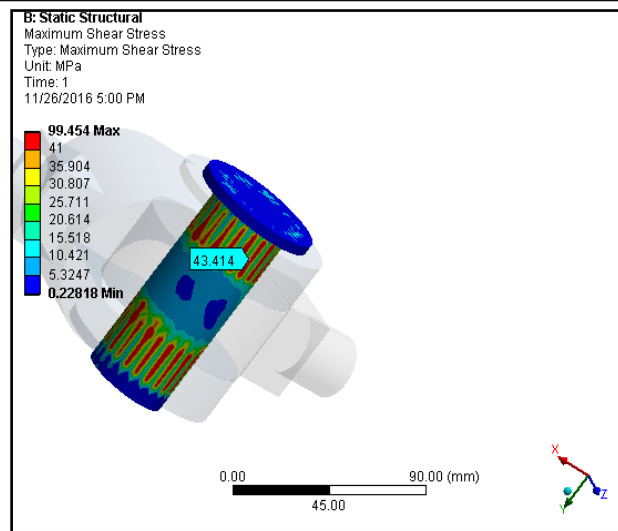 B: Static Structural
Maximum Shear Stress
Type: Maximum Shear Stress
Unit: MPa
Time: 1
11/26/2016 5:00 PM
99.454 Max
41
35.904
30.807
25.711
20.614
15.518
10.421
5.3247
0.22818 Min
43.414
0.00
90.00 (mm)
45.00
X
Y
Z